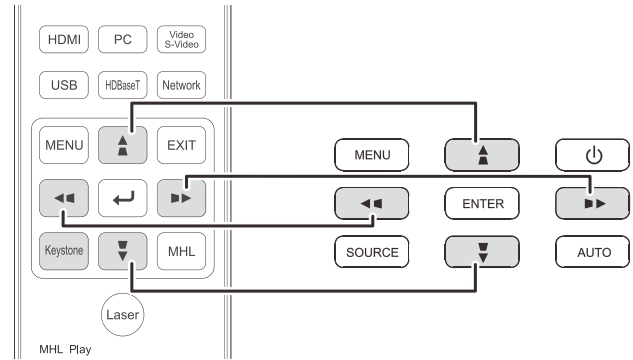 HDMI
PC
Video
S-Video
USB
HDBaseT
Network
MENU
EXIT
Keystone
MHL
Laser
MHL Play
MENU
ENTER
SOURCE
AUTO